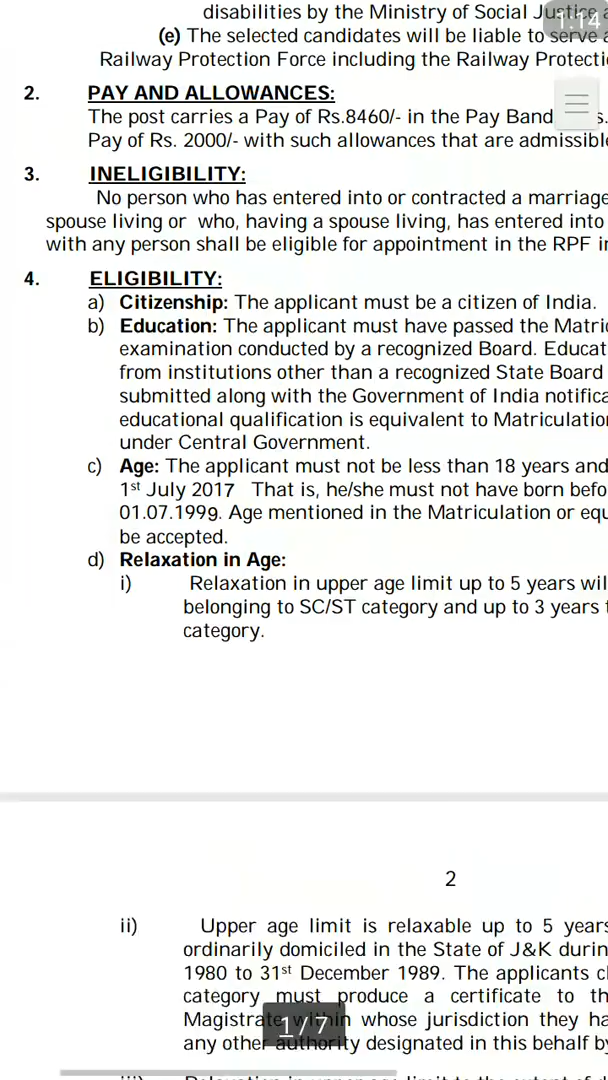 disabilities by the Ministry of Social Justice
1:14
(e) The selected candidates will be liable to serve a
Railway Protection Force including the Railway Protecti
2. PAY AND ALLOWANCES:
The post carries a Pay of Rs.8460/- in the Pay Band s.
Pay of Rs. 2000/- with such allowances that are admissible
3. INELIGIBILITY:
No person who has entered into or contracted a marriage
spouse living or who, having a spouse living, has entered into
with any person shall be eligible for appointment in the RPF i
4. ELIGIBILITY:
a) Citizenship: The applicant must be a citizen of India.
b) Education: The applicant must have passed the Matric
examination conducted by a recognized Board. Educat
from institutions other than a recognized State Board
submitted along with the Government of India notifica
educational qualification is equivalent to Matriculation
under Central Government.
c) Age: The applicant must not be less than 18 years and
1st July 2017 That is, he/she must not have born befo
01.07.1999. Age mentioned in the Matriculation or equ
be accepted.
d) Relaxation in Age:
i) Relaxation in upper age limit up to 5 years wil
belonging to SC/ST category and up to 3 years t
category.
2
ii) Upper age limit is relaxable up to 5 years
ordinarily domiciled in the State of J&K durin
1980 to 31st December 1989. The applicants cl
category must produce a certificate to th
Magistrate within whose jurisdiction they ha
any other authority designated in this behalf by
1/7